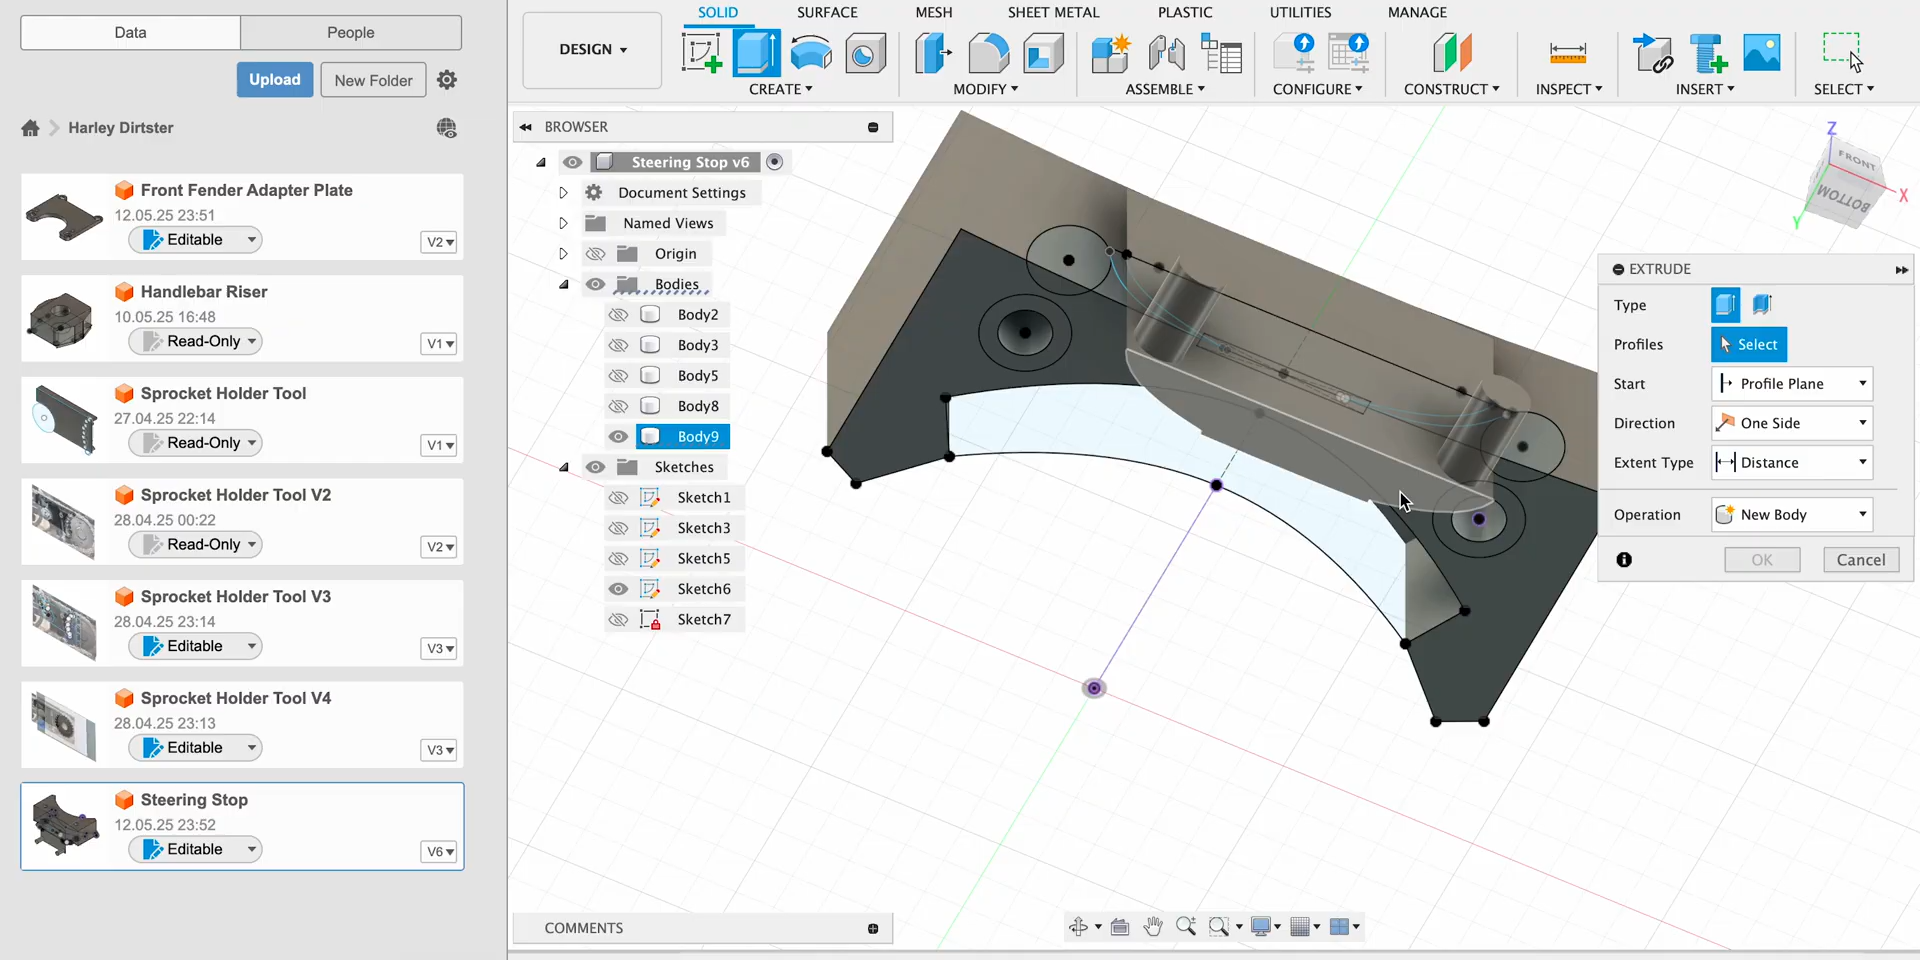 Data
People
Upload
New Folder
Harley Dirtster
Front Fender Adapter Plate
12.05.25 23:51
Editable
V2
Handlebar Riser
10.05.25 16:48
Read-Only
V1
Sprocket Holder Tool
27.04.25 22:14
Read-Only
V1
Sprocket Holder Tool V2
28.04.25 00:22
Read-Only
V2
Sprocket Holder Tool V3
28.04.25 23:14
Editable
V3
Sprocket Holder Tool V4
28.04.25 23:13
Editable
V3
Steering Stop
12.05.25 23:52
Editable
V6
DESIGN
SOLID
SURFACE
MESH
SHEET METAL
PLASTIC
UTILITIES
MANAGE
CREATE
MODIFY
ASSEMBLE
CONFIGURE
CONSTRUCT
INSPECT
INSERT
SELECT
BROWSER
Steering Stop v6
Document Settings
Named Views
Origin
Bodies
Body2
Body3
Body5
Body8
Body9
Sketches
Sketch1
Sketch3
Sketch5
Sketch6
Sketch7
COMMENTS
Z
FRONT
X
BOTTOM
Y
EXTRUDE
Type
Profiles
Select
Start
Profile Plane
Direction
One Side
Extent Type
Distance
Operation
New Body
OK
Cancel